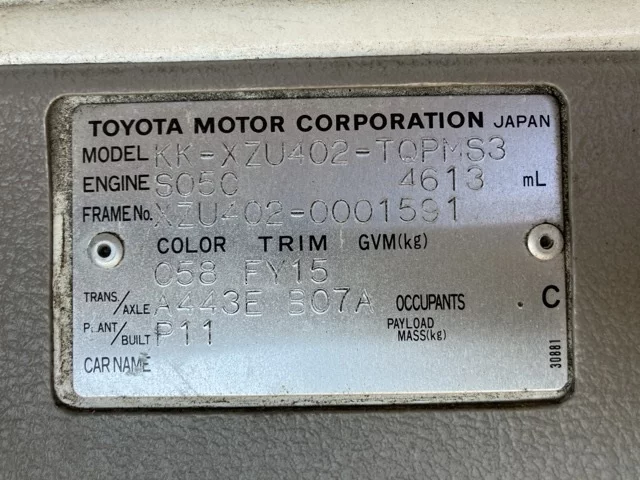 TOYOTA MOTOR CORPORATION JAPAN
MODEL KK-XZU402-TQPMS3
ENGINE S05C 4613 mL
FRAME No. XZU402-0001591
COLOR TRIM GVM(kg)
058 FY15
TRANS./AXLE A443E B07A OCCUPANTS . C
PLANT/BUILT P11 PAYLOAD MASS(kg)
CAR NAME
30881